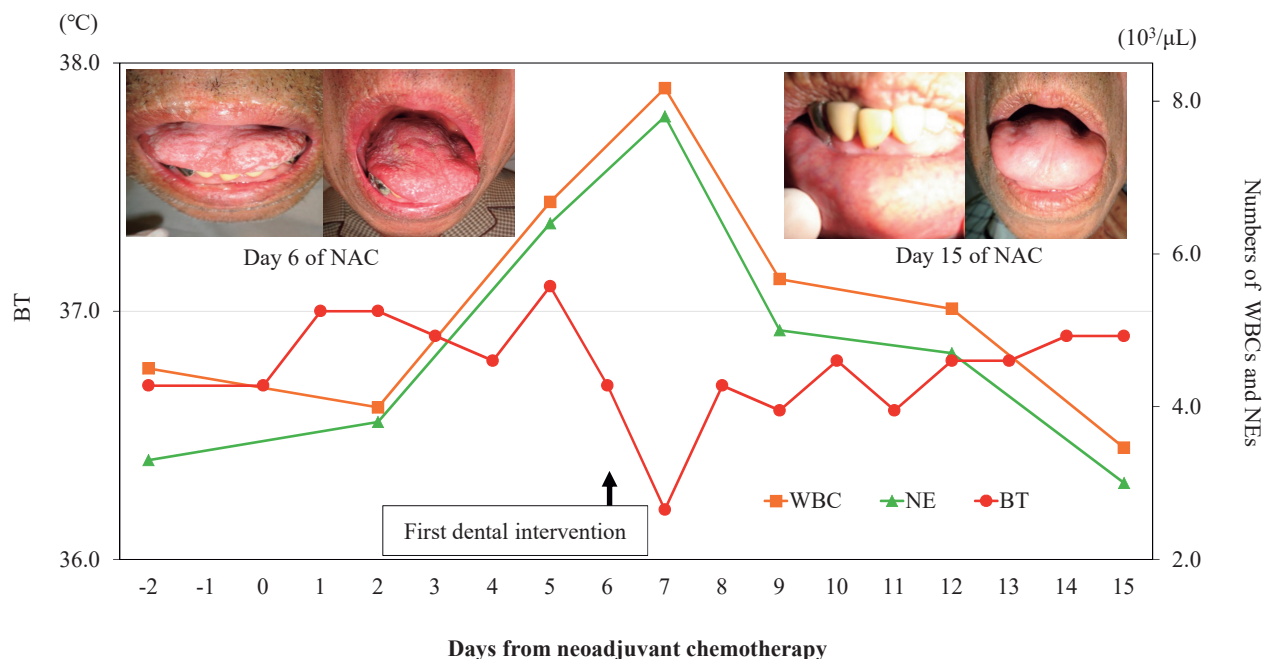 (℃)
(10³/μL)
38.0
8.0
Day 6 of NAC
Day 15 of NAC
6.0
BT
37.0
Numbers of WBCs and NEs
4.0
WBC NE BT
First dental intervention
36.0
2.0
-2 -1 0 1 2 3 4 5 6 7 8 9 10 11 12 13 14 15
Days from neoadjuvant chemotherapy